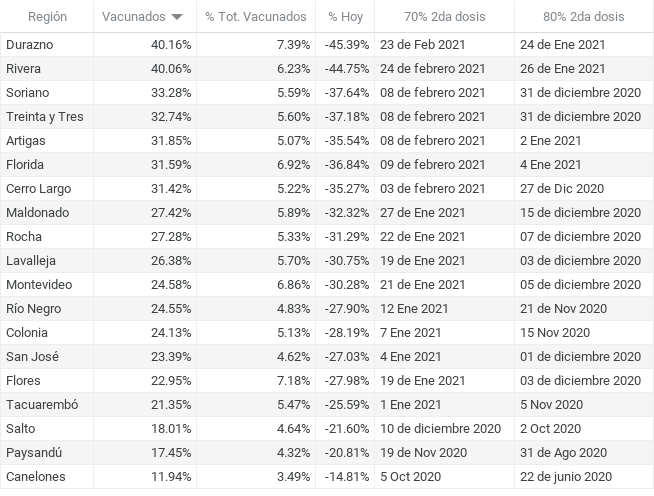 Región Vacunados % Tot. Vacunados % Hoy 70% 2da dosis 80% 2da dosis
Durazno 40.16% 7.39% -45.39% 23 de Feb 2021 24 de Ene 2021
Rivera 40.06% 6.23% -44.75% 24 de febrero 2021 26 de Ene 2021
Soriano 33.28% 5.59% -37.64% 08 de febrero 2021 31 de diciembre 2020
Treinta y Tres 32.74% 5.60% -37.18% 08 de febrero 2021 31 de diciembre 2020
Artigas 31.85% 5.07% -35.54% 08 de febrero 2021 2 Ene 2021
Florida 31.59% 6.92% -36.84% 09 de febrero 2021 4 Ene 2021
Cerro Largo 31.42% 5.22% -35.27% 03 de febrero 2021 27 de Dic 2020
Maldonado 27.42% 5.89% -32.32% 27 de Ene 2021 15 de diciembre 2020
Rocha 27.28% 5.33% -31.29% 22 de Ene 2021 07 de diciembre 2020
Lavalleja 26.38% 5.70% -30.75% 19 de Ene 2021 03 de diciembre 2020
Montevideo 24.58% 6.86% -30.28% 21 de Ene 2021 05 de diciembre 2020
Río Negro 24.55% 4.83% -27.90% 12 Ene 2021 21 de Nov 2020
Colonia 24.13% 5.13% -28.19% 7 Ene 2021 15 Nov 2020
San José 23.39% 4.62% -27.03% 4 Ene 2021 01 de diciembre 2020
Flores 22.95% 7.18% -27.98% 19 de Ene 2021 03 de diciembre 2020
Tacuarembó 21.35% 5.47% -25.59% 1 Ene 2021 5 Nov 2020
Salto 18.01% 4.64% -21.60% 10 de diciembre 2020 2 Oct 2020
Paysandú 17.45% 4.32% -20.81% 19 de Nov 2020 31 de Ago 2020
Canelones 11.94% 3.49% -14.81% 5 Oct 2020 22 de junio 2020